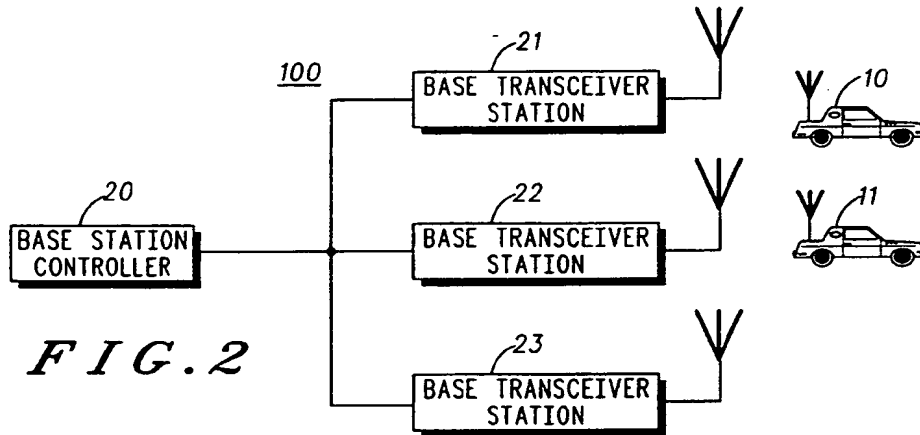 100
21
BASE TRANSCEIVER
STATION
10
20
BASE STATION
CONTROLLER
22
BASE TRANSCEIVER
STATION
11
FIG.2
23
BASE TRANSCEIVER
STATION